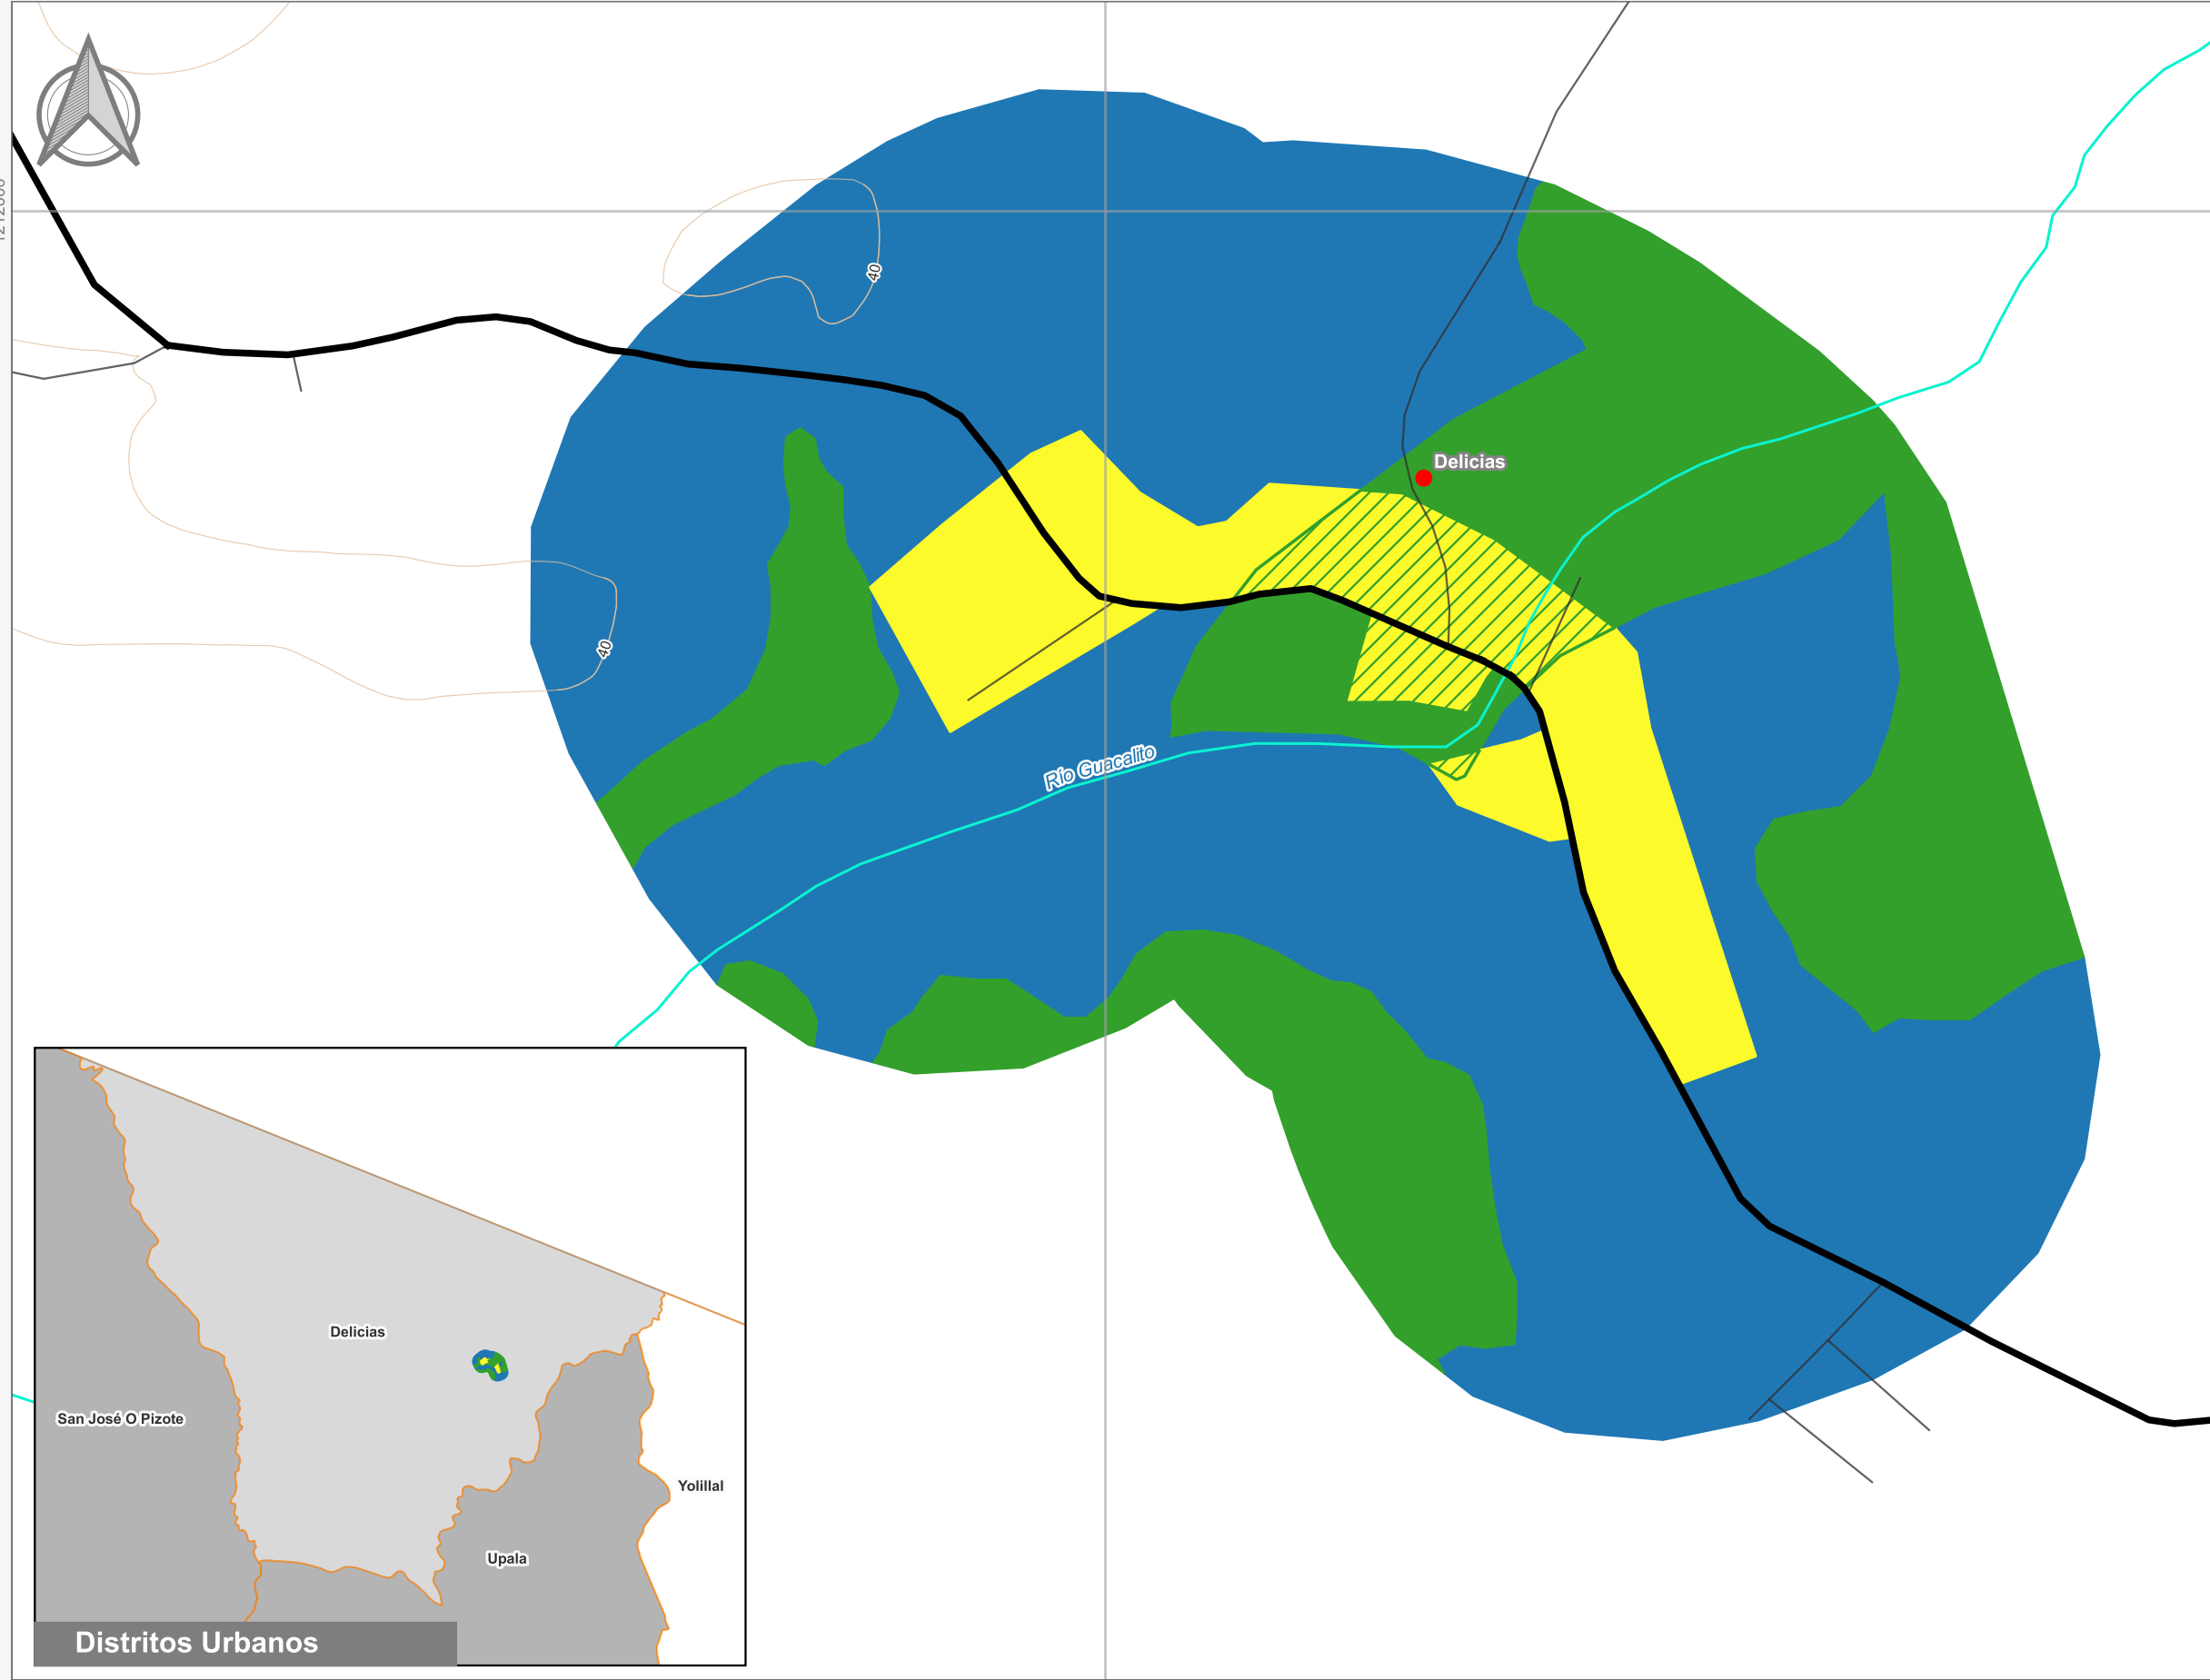 40
Delicias
40
Río Guacalito
Delicias
San José O Pizote
Yolillal
Upala
Distritos Urbanos